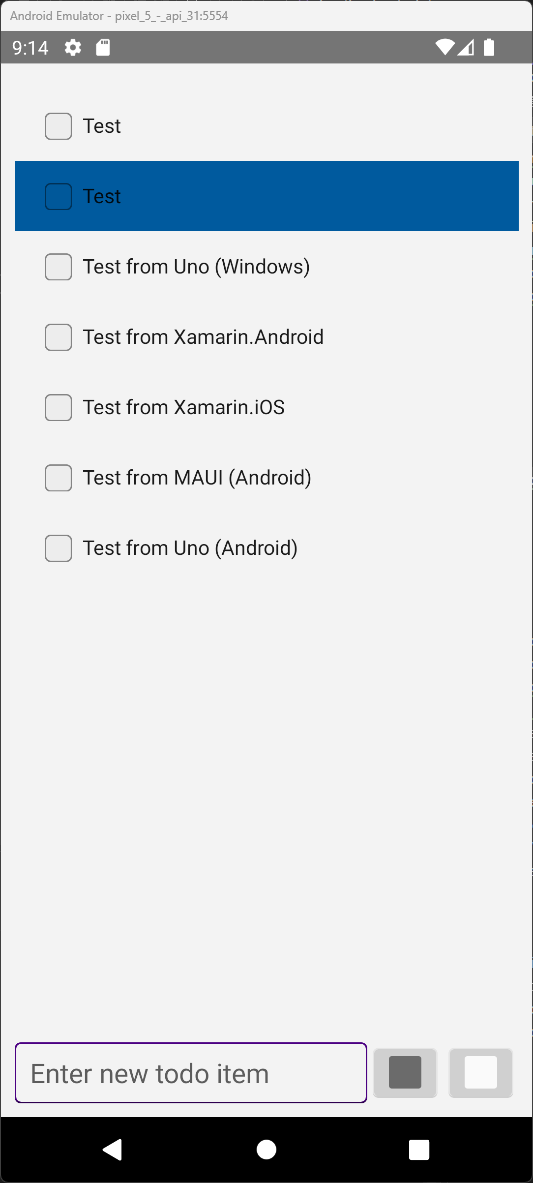 Android Emulator - pixel_5_-_api_31:5554
9:14
Test
Test
Test from Uno (Windows)
Test from Xamarin.Android
Test from Xamarin.iOS
Test from MAUI (Android)
Test from Uno (Android)
Enter new todo item